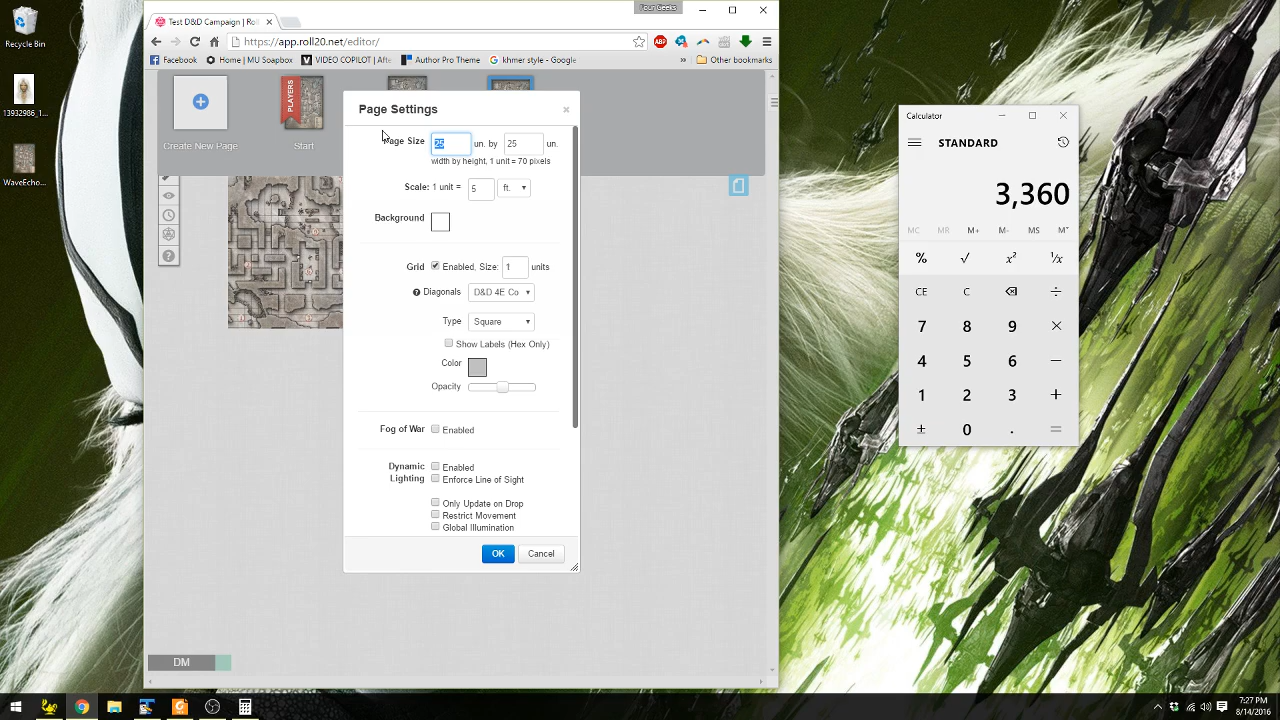 Four Geeks
Recycle Bin
13932986_1...
WaveEcho...
Test D&D Campaign | Rol
https://app.roll20.net/editor/
ABP
Facebook
Home | MU Soapbox
VIDEO COPILOT | Afte
Author Pro Theme
khmer style - Google
»
Other bookmarks
PLAYERS
Create New Page
Start
Page Settings
×
Page Size 25 un. by 25 un.
width by height, 1 unit = 70 pixels
Scale: 1 unit = 5 ft.
Background
Grid Enabled, Size: 1 units
Diagonals D&D 4E Co
Type Square
Show Labels (Hex Only)
Color
Opacity
Fog of War Enabled
Dynamic Lighting Enabled
Enforce Line of Sight
Only Update on Drop
Restrict Movement
Global Illumination
OK Cancel
DM
Calculator
STANDARD
3,360
MC MR M+ M- MS M˅
% √ x² ¹/x
CE C ÷
7 8 9 ×
4 5 6 −
1 2 3 +
± 0 . =
7:27 PM
8/14/2016